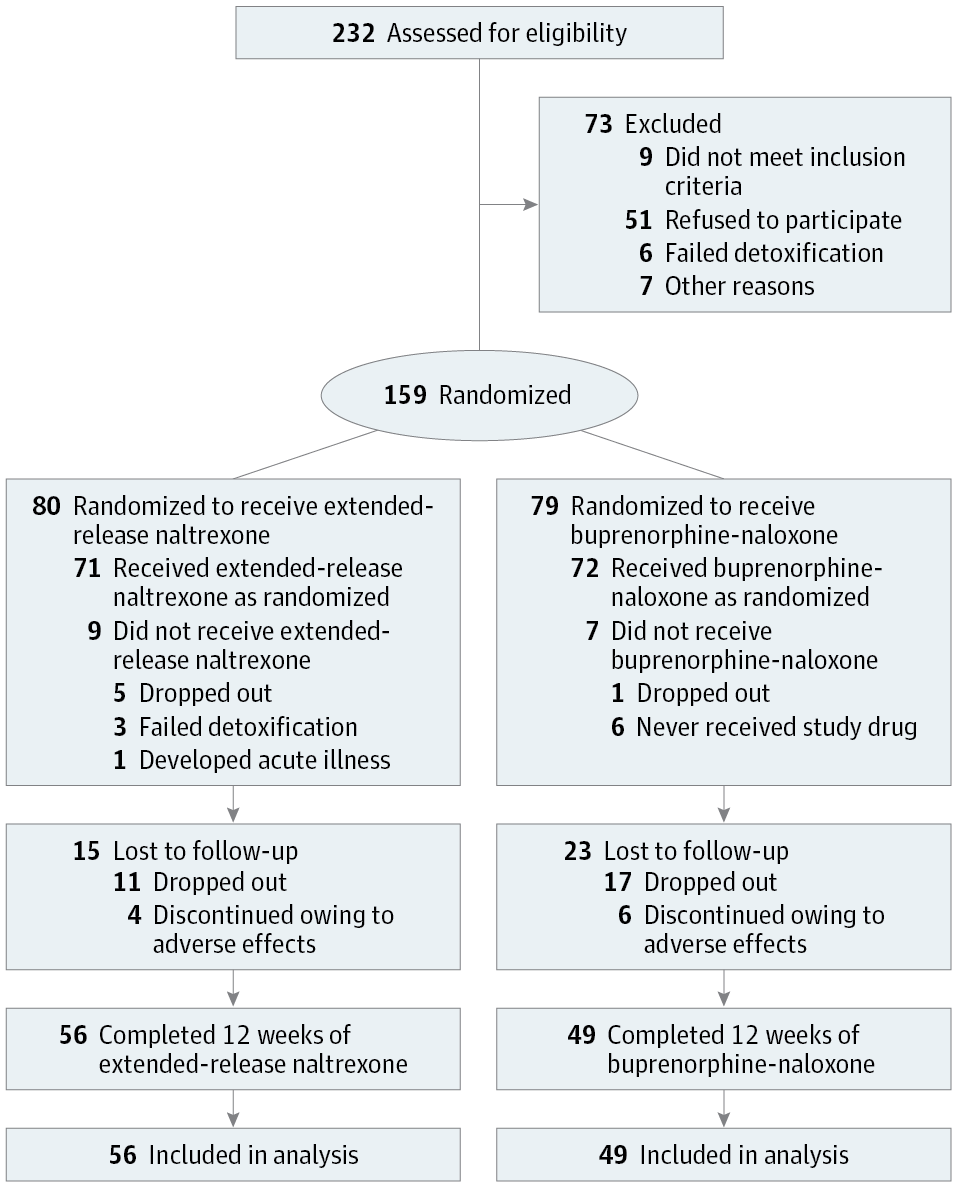 232 Assessed for eligibility
73 Excluded
9 Did not meet inclusion
criteria
51 Refused to participate
6 Failed detoxification
7 Other reasons
159 Randomized
80 Randomized to receive extended-
release naltrexone
71 Received extended-release
naltrexone as randomized
9 Did not receive extended-
release naltrexone
5 Dropped out
3 Failed detoxification
1 Developed acute illness
79 Randomized to receive
buprenorphine-naloxone
72 Received buprenorphine-
naloxone as randomized
7 Did not receive
buprenorphine-naloxone
1 Dropped out
6 Never received study drug
15 Lost to follow-up
11 Dropped out
4 Discontinued owing to
adverse effects
23 Lost to follow-up
17 Dropped out
6 Discontinued owing to
adverse effects
56 Completed 12 weeks of
extended-release naltrexone
49 Completed 12 weeks of
buprenorphine-naloxone
56 Included in analysis
49 Included in analysis